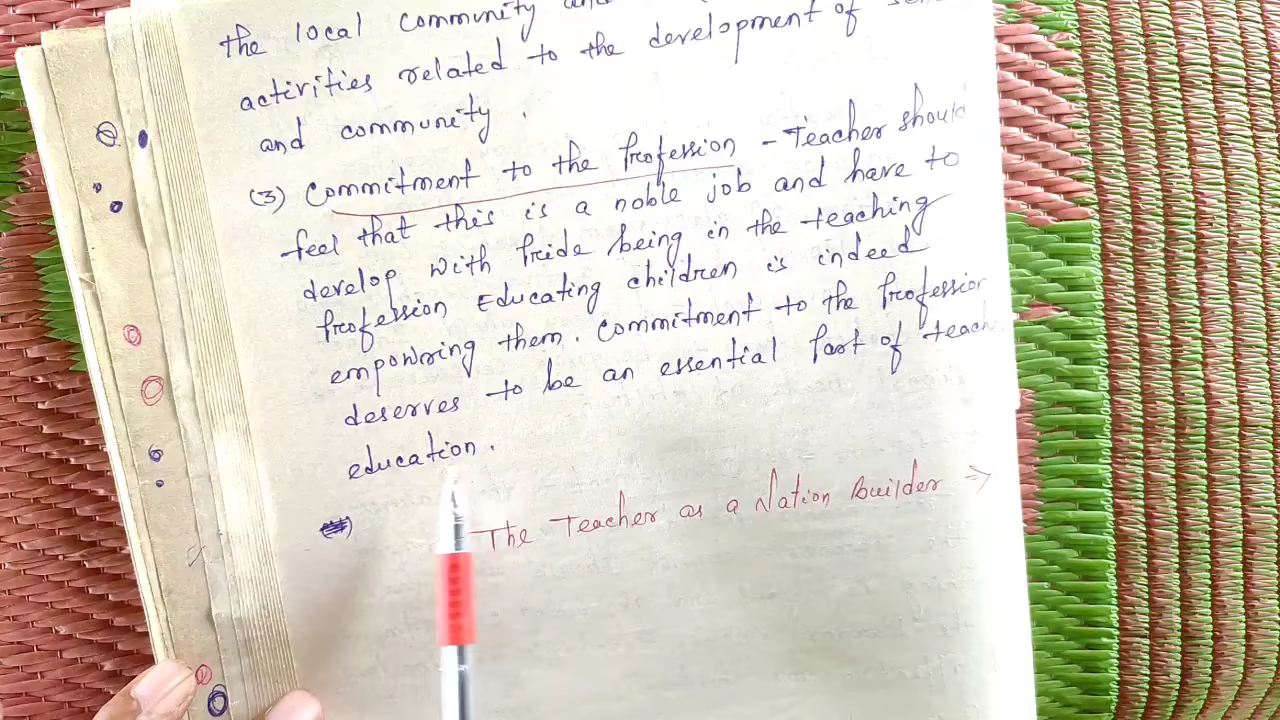 the local community and
activities related to the development of
and community.
(3) Commitment to the Profession - Teacher should
feel that this is a noble job and have to
develop with Pride being in the teaching
Profession Educating children is indeed
empowring them. Commitment to the Profession
deserves to be an essential Part of teach
education.
The Teacher as a Nation Builder ⇒